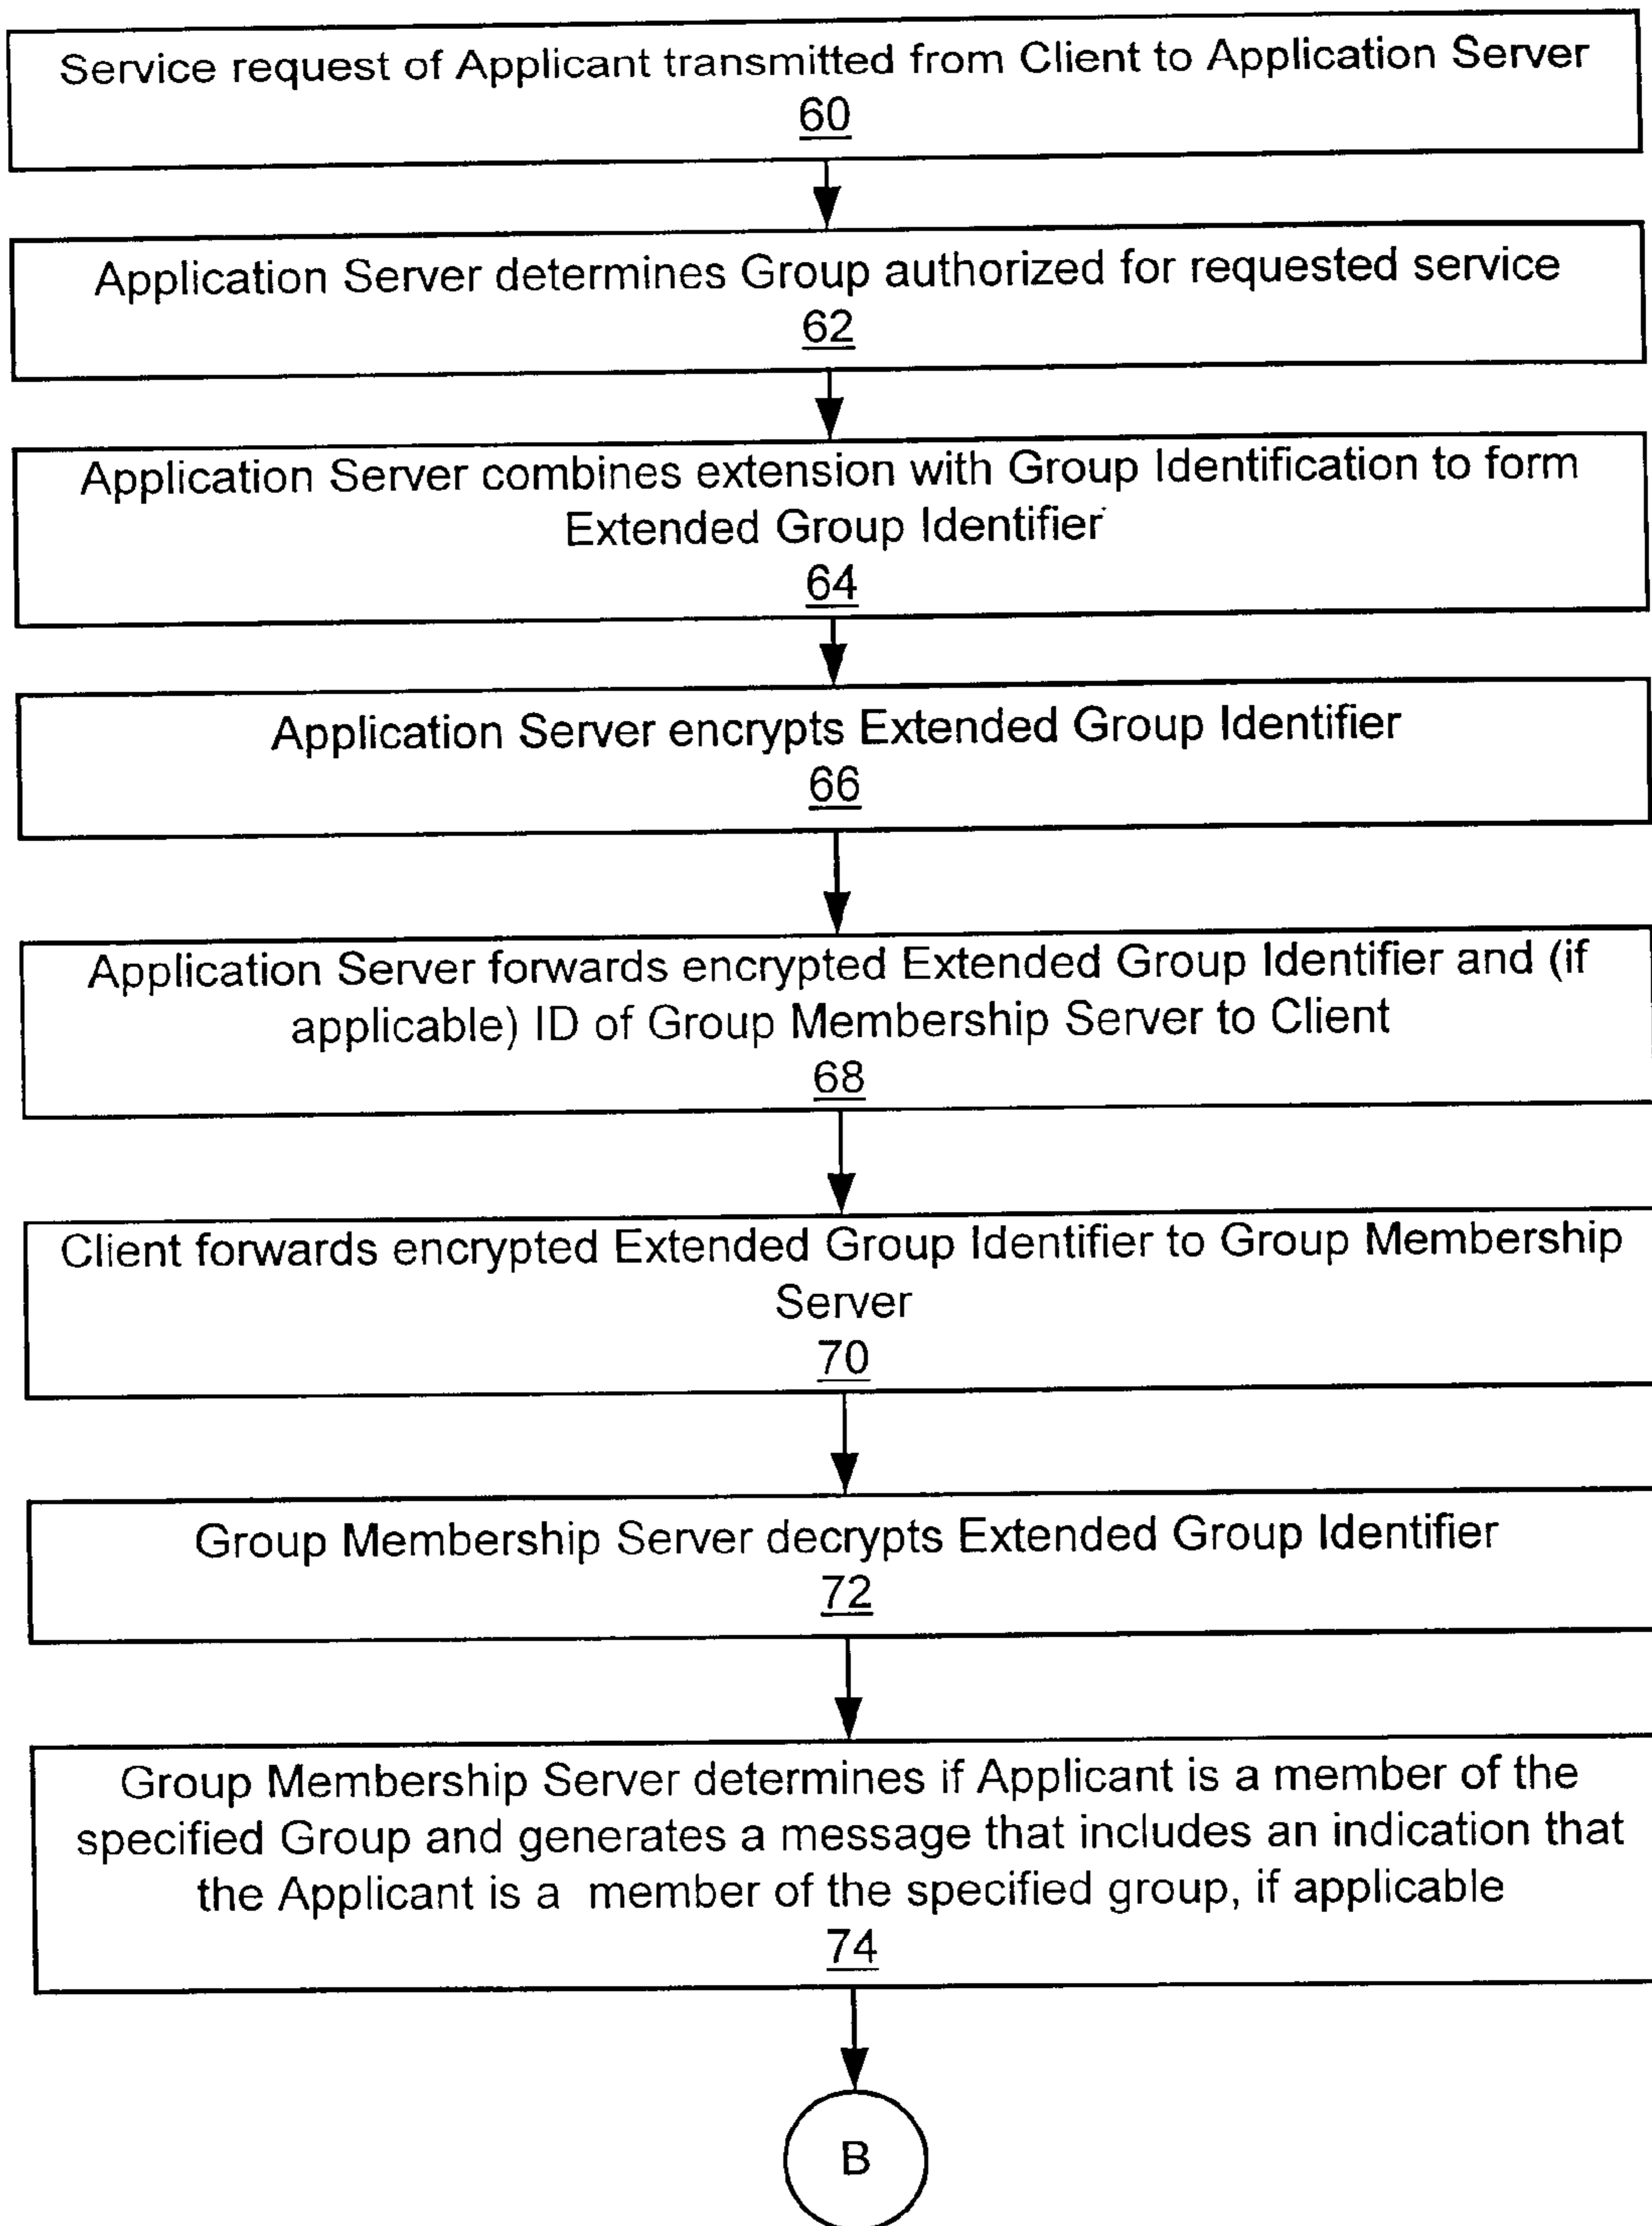 Service request of Applicant transmitted from Client to Application Server
60
Application Server determines Group authorized for requested service
62
Application Server combines extension with Group Identification to form
Extended Group Identifier
64
Application Server encrypts Extended Group Identifier
66
Application Server forwards encrypted Extended Group Identifier and (if
applicable) ID of Group Membership Server to Client
68
Client forwards encrypted Extended Group Identifier to Group Membership
Server
70
Group Membership Server decrypts Extended Group Identifier
72
Group Membership Server determines if Applicant is a member of the
specified Group and generates a message that includes an indication that
the Applicant is a member of the specified group, if applicable
74
B